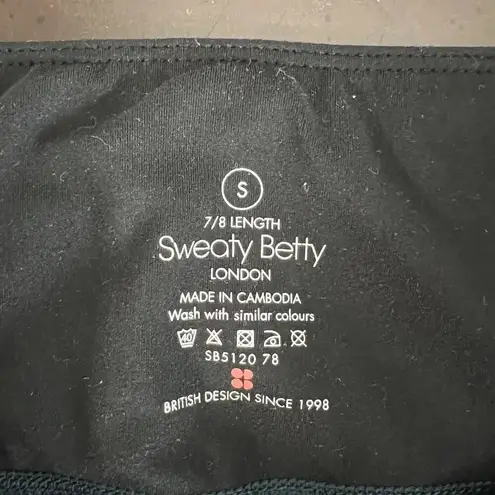 S
7/8 LENGTH
Sweaty Betty
LONDON
MADE IN CAMBODIA
Wash with similar colours
40
SB5120 78
BRITISH DESIGN SINCE 1998